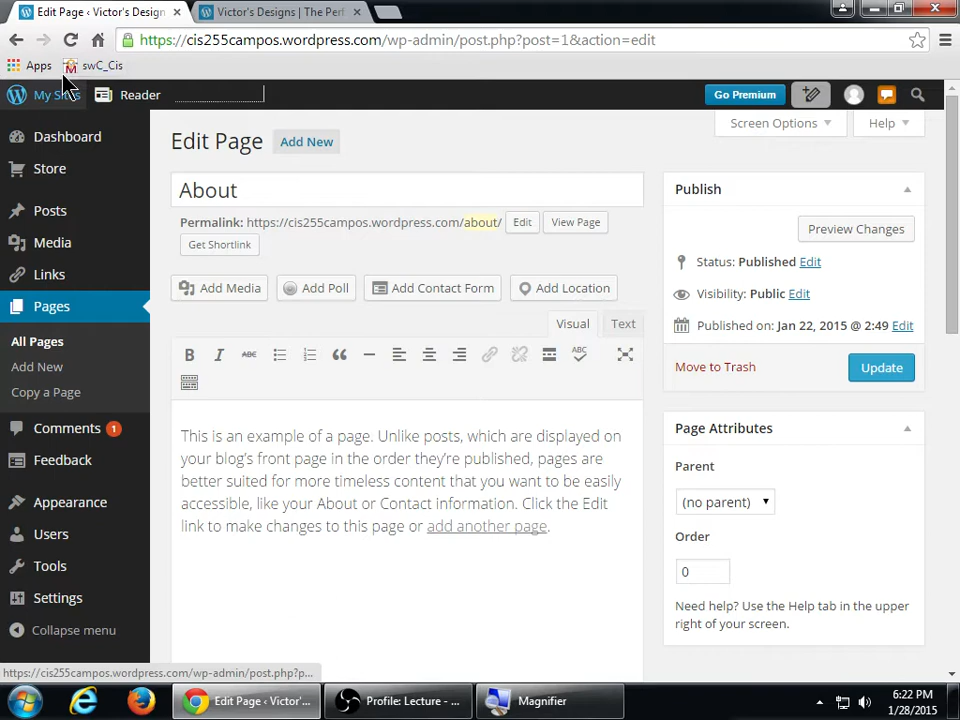 Edit Page ‹ Victor's Design
Victor's Designs | The Perf
https://cis255campos.wordpress.com/wp-admin/post.php?post=1&action=edit
Apps
swC_Cis
My Sites
Reader
Go Premium
Edit Page
Add New
Screen Options
Help
Dashboard
Store
Posts
Media
Links
Pages
All Pages
Add New
Copy a Page
Comments 1
Feedback
Appearance
Users
Tools
Settings
Collapse menu
About
Permalink: https://cis255campos.wordpress.com/about/
Edit
View Page
Get Shortlink
Add Media
Add Poll
Add Contact Form
Add Location
Visual
Text
B I ABC
ABC
This is an example of a page. Unlike posts, which are displayed on
your blog's front page in the order they're published, pages are
better suited for more timeless content that you want to be easily
accessible, like your About or Contact information. Click the Edit
link to make changes to this page or add another page.
Publish
Preview Changes
Status: Published Edit
Visibility: Public Edit
Published on: Jan 22, 2015 @ 2:49 Edit
Move to Trash
Update
Page Attributes
Parent
(no parent)
Order
0
Need help? Use the Help tab in the upper
right of your screen.
https://cis255campos.wordpress.com/wp-admin/post.php?p...
Edit Page ‹ Victor'...
Profile: Lecture - ...
Magnifier
6:22 PM
1/28/2015